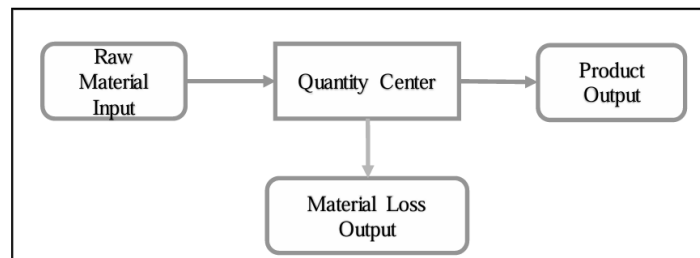 Raw
Material
Input
Quantity Center
Product
Output
Material Loss
Output